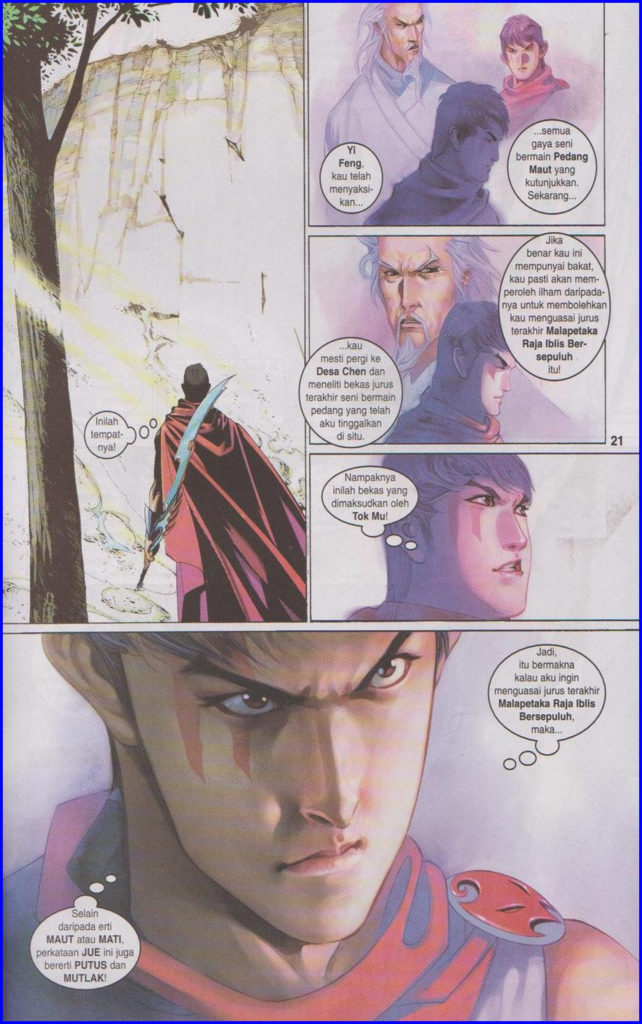 Inilah
tempat-
nya!
Yi
Feng,
kau telah
menyaksi-
kan...
...semua
gaya seni
bermain Pedang
Maut yang
kutunjukkan.
Sekarang...
...kau
mesti pergi ke
Desa Chen dan
meneliti bekas jurus
terakhir seni bermain
pedang yang telah
aku tinggalkan
di situ.
Jika
benar kau ini
mempunyai bakat,
kau pasti akan mem-
peroleh ilham daripada-
nya untuk membolehkan
kau menguasai jurus
terakhir Malapetaka
Raja Iblis Ber-
sepuluh
itu!
21
Nampaknya
inilah bekas yang
dimaksudkan oleh
Tok Mu!
Jadi,
itu bermakna
kalau aku ingin
menguasai jurus terakhir
Malapetaka Raja Iblis
Bersepuluh,
maka...
Selain
daripada erti
MAUT atau MATI,
perkataan JUE ini juga
bererti PUTUS dan
MUTLAK!